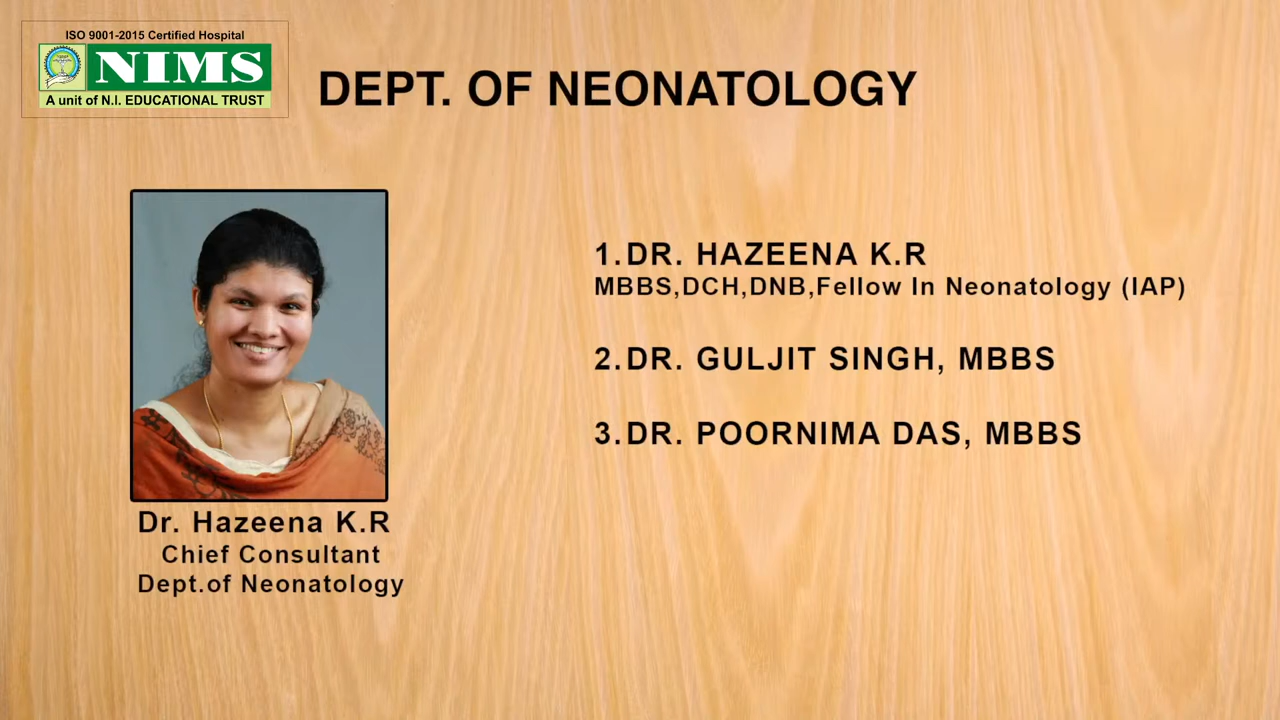 ISO 9001-2015 Certified Hospital
NIMS
A unit of N.I. EDUCATIONAL TRUST
DEPT. OF NEONATOLOGY
1.DR. HAZEENA K.R
MBBS,DCH,DNB,Fellow In Neonatology (IAP)
2.DR. GULJIT SINGH, MBBS
3.DR. POORNIMA DAS, MBBS
Dr. Hazeena K.R
Chief Consultant
Dept.of Neonatology